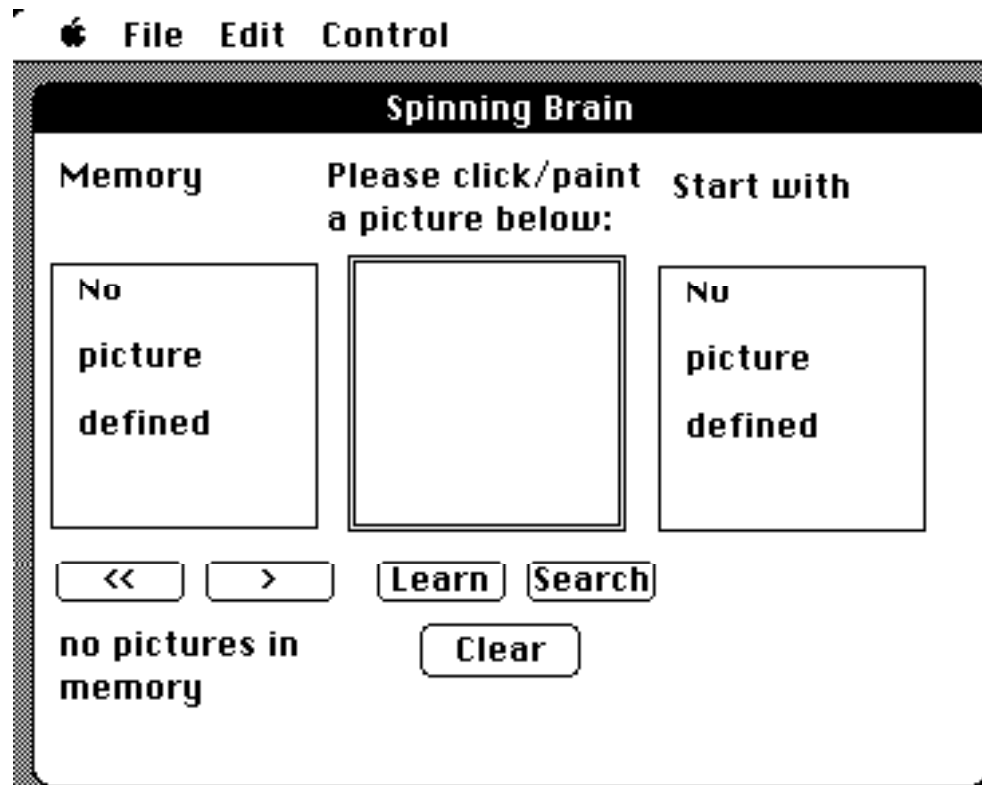 File Edit Control
Spinning Brain
Memory
Please click/paint
a picture below:
Start with
No
picture
defined
Nu
picture
defined
<< > Learn Search
no pictures in
memory
Clear